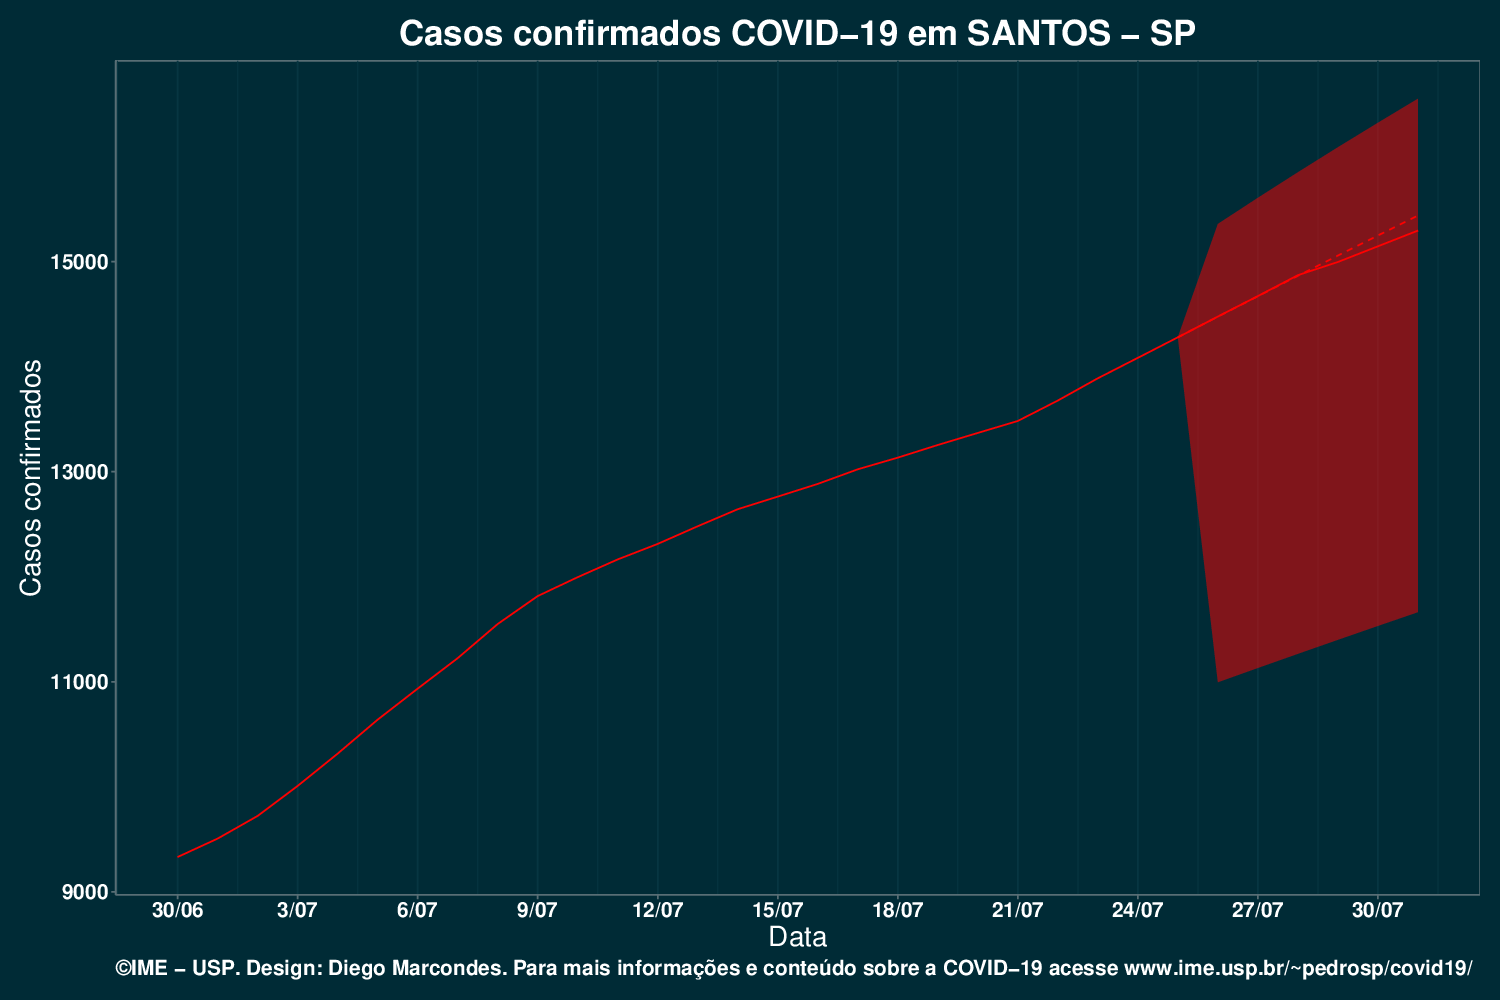 Casos confirmados COVID−19 em SANTOS − SP
Casos confirmados
15000
13000
11000
9000
30/06 3/07 6/07 9/07 12/07 15/07 18/07 21/07 24/07 27/07 30/07
Data
©IME − USP. Design: Diego Marcondes. Para mais informações e conteúdo sobre a COVID−19 acesse www.ime.usp.br/~pedrosp/covid19/